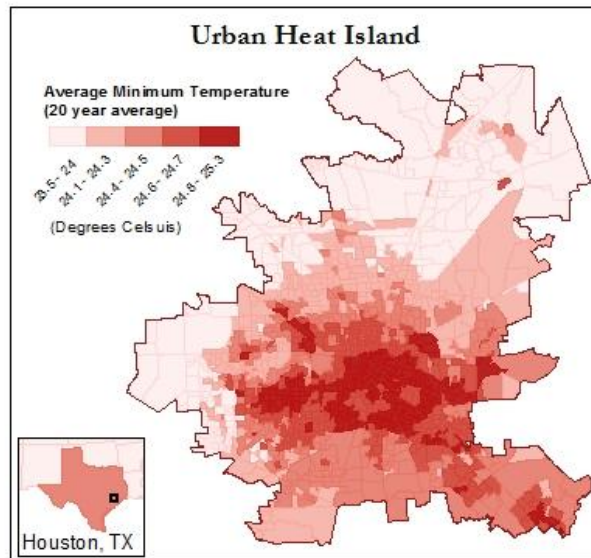 Urban Heat Island
Average Minimum Temperature
(20 year average)
23.5 - 24
24.1 - 24.3
24.4 - 24.5
24.6 - 24.7
24.8 - 25.3
(Degrees Celsuis)
Houston, TX